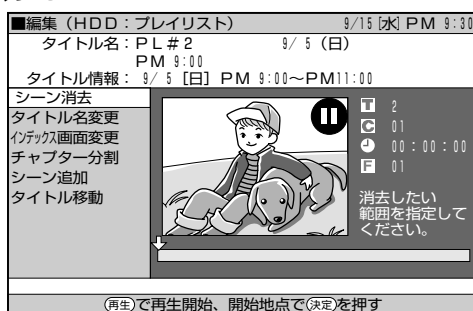 ■編集（HDD：プレイリスト） 9/15[水] PM 9:30
タイトル名：PL＃2 9/ 5（日）
PM 9:00
タイトル情報： 9/ 5［日］PM 9:00〜PM11:00
シーン消去
タイトル名変更
インデックス画面変更
チャプター分割
シーン追加
タイトル移動
T 2
C 01
00：00：00
F 01
消去したい
範囲を指定して
ください。
再生で再生開始、開始地点で決定を押す